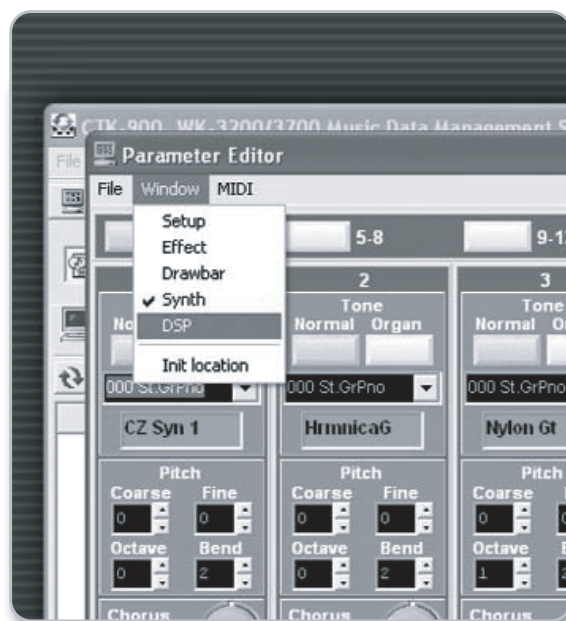 CTK-900 WK-3200/3700 Music Data Management S
File
Parameter Editor
File Window MIDI
Setup
Effect
Drawbar
Synth
DSP
Init location
5-8
9-1
2
3
Tone
Tone
No
Normal Organ
Normal O
000 St.GrPno
000 St.GrPno
000 St.GrPno
CZ Syn 1
HrmnicaG
Nylon Gt
Pitch
Pitch
Pitch
Coarse Fine
Coarse Fine
Coarse
0 0
0 0
0
Octave Bend
Octave Bend
Octave
0 2
0 2
1
Chorus
Chorus
Chorus